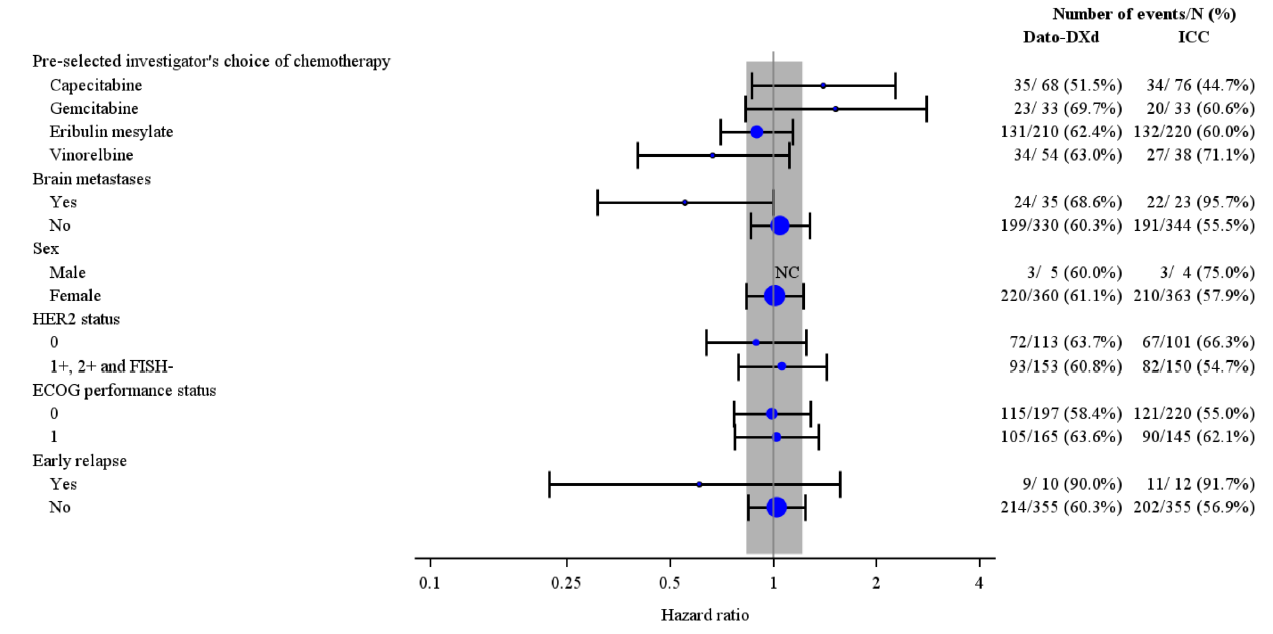 Number of events/N (%)
Dato-DXd ICC
Pre-selected investigator's choice of chemotherapy
Capecitabine 35/ 68 (51.5%) 34/ 76 (44.7%)
Gemcitabine 23/ 33 (69.7%) 20/ 33 (60.6%)
Eribulin mesylate 131/210 (62.4%) 132/220 (60.0%)
Vinorelbine 34/ 54 (63.0%) 27/ 38 (71.1%)
Brain metastases
Yes 24/ 35 (68.6%) 22/ 23 (95.7%)
No 199/330 (60.3%) 191/344 (55.5%)
Sex
Male NC 3/ 5 (60.0%) 3/ 4 (75.0%)
Female 220/360 (61.1%) 210/363 (57.9%)
HER2 status
0 72/113 (63.7%) 67/101 (66.3%)
1+, 2+ and FISH- 93/153 (60.8%) 82/150 (54.7%)
ECOG performance status
0 115/197 (58.4%) 121/220 (55.0%)
1 105/165 (63.6%) 90/145 (62.1%)
Early relapse
Yes 9/ 10 (90.0%) 11/ 12 (91.7%)
No 214/355 (60.3%) 202/355 (56.9%)
0.1 0.25 0.5 1 2 4
Hazard ratio